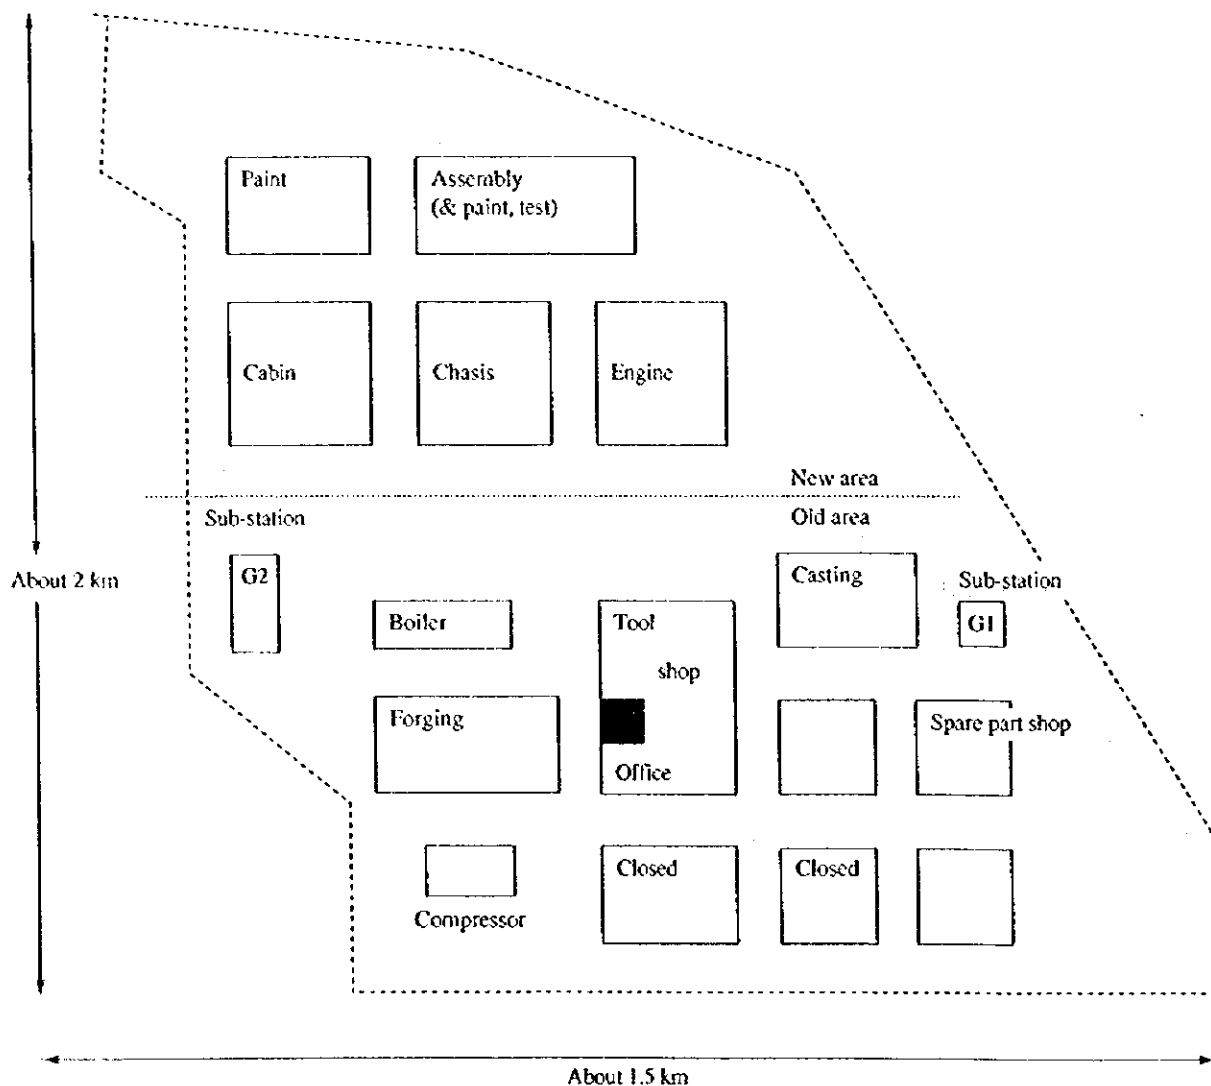 Paint
Assembly
(& paint, test)
Cabin
Chasis
Engine
New area
Old area
Sub-station
G2
Casting
Sub-station
G1
About 2 km
Boiler
Tool
shop
Forging
Spare part shop
Office
Closed
Closed
Compressor
About 1.5 km